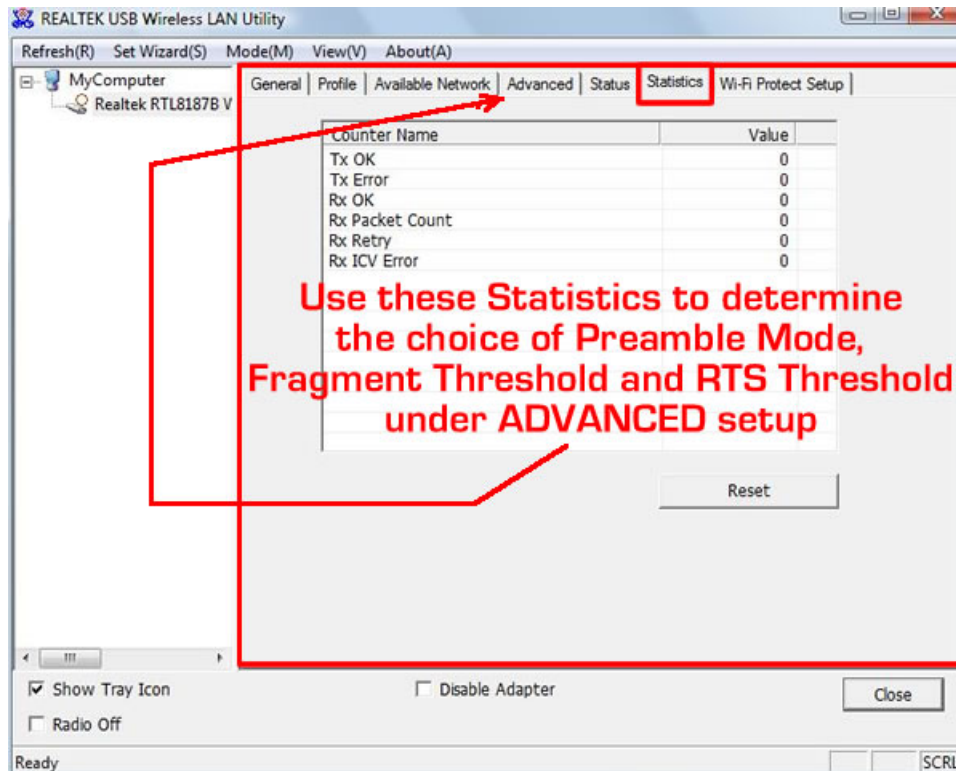 REALTEK USB Wireless LAN Utility
Refresh(R) Set Wizard(S) Mode(M) View(V) About(A)
MyComputer
Realtek RTL8187B V
General Profile Available Network Advanced Status Statistics Wi-Fi Protect Setup
Counter Name Value
Tx OK 0
Tx Error 0
Rx OK 0
Rx Packet Count 0
Rx Retry 0
Rx ICV Error 0
Use these Statistics to determine
the choice of Preamble Mode,
Fragment Threshold and RTS Threshold
under ADVANCED setup
Reset
Show Tray Icon
Disable Adapter
Close
Radio Off
Ready
SCRL